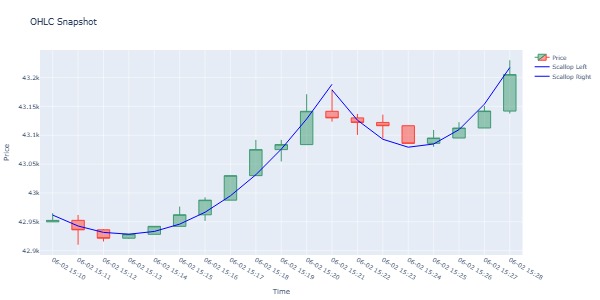 OHLC Snapshot
Price
Scallop Left
Scallop Right
43.2k
43.15k
43.1k
43.05k
43k
42.95k
42.9k
Price
06-02 15-10
06-02 15-11
06-02 15-12
06-02 15-13
06-02 15-14
06-02 15-15
06-02 15-16
06-02 15-17
06-02 15-18
06-02 15-19
06-02 15-20
06-02 15-21
06-02 15-22
06-02 15-23
06-02 15-24
06-02 15-25
06-02 15-26
06-02 15-27
06-02 15-28
Time